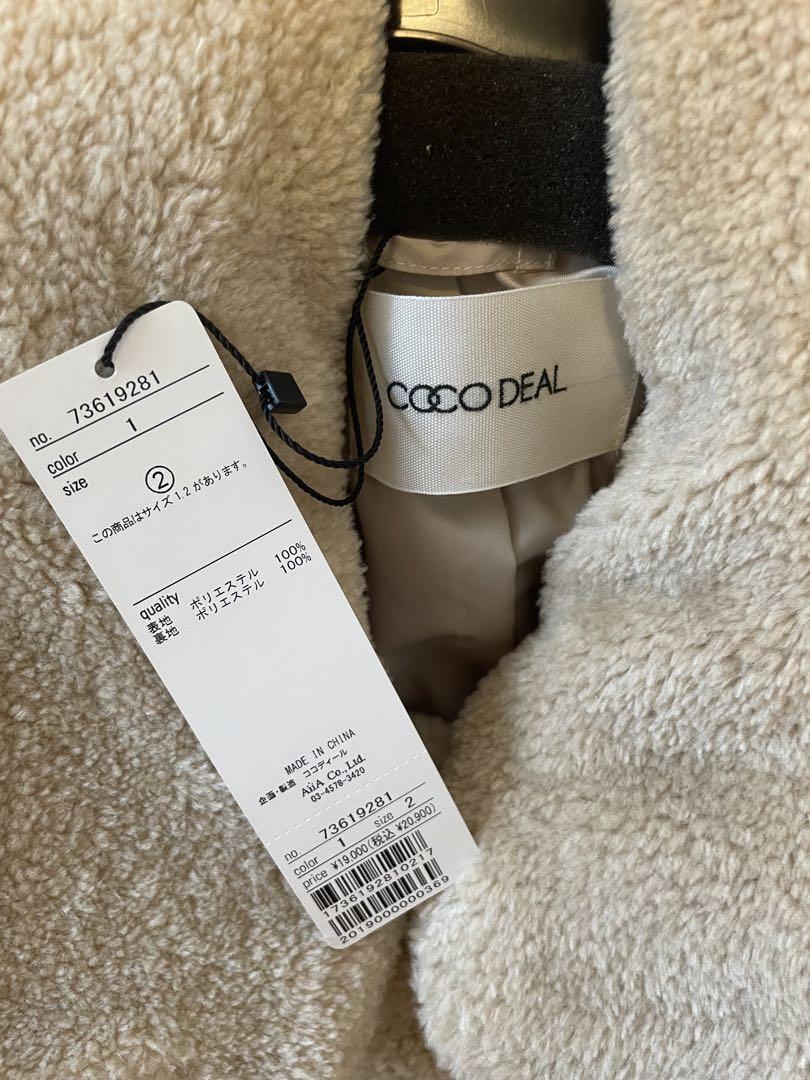 COCO DEAL
no. 73619281
color 1
size ②
この商品はサイズ 1.2 があります。
quality
表地 ポリエステル 100%
裏地 ポリエステル 100%
MADE IN CHINA
企画・製造 ココディール
AiiA Co.,Ltd.
03-4578-3420
no. 73619281
color 1 size 2
price ¥19,000(税込 ¥20,900)
1736192810217
2019000000369